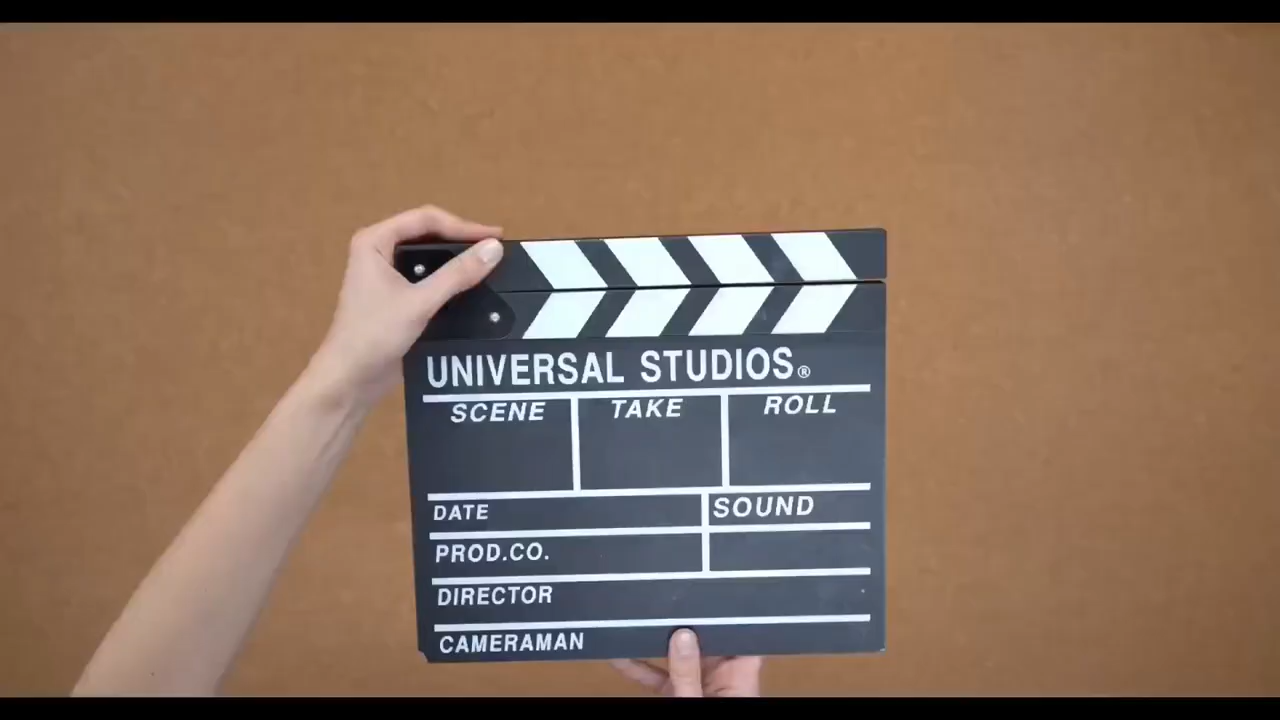 UNIVERSAL STUDIOS®
SCENE TAKE ROLL
DATE SOUND
PROD.CO.
DIRECTOR
CAMERAMAN